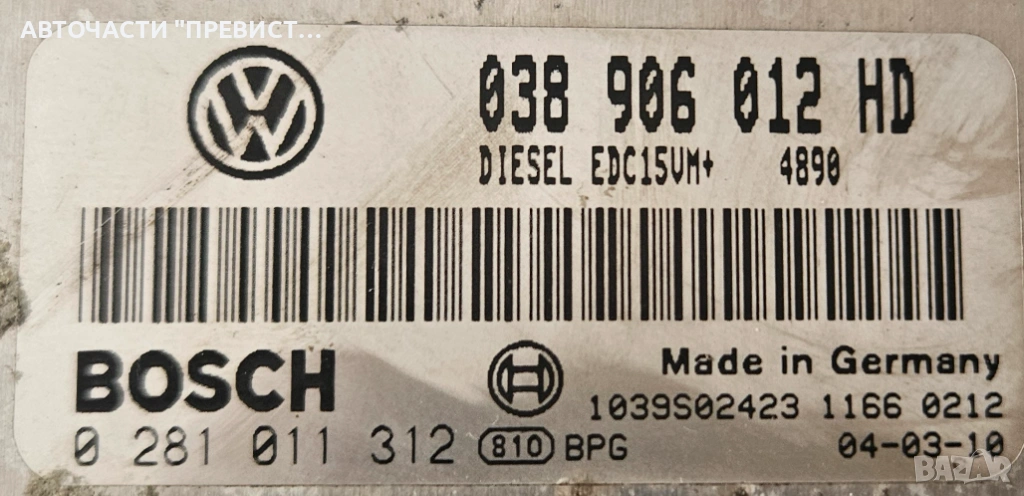 АВТОЧАСТИ "ПРЕВИСТ...
038 906 012 HD
DIESEL EDC15VM+ 4890
BOSCH
Made in Germany
1039S02423 1166 0212
0 281 011 312 810 BPG 04-03-10
BAZAR